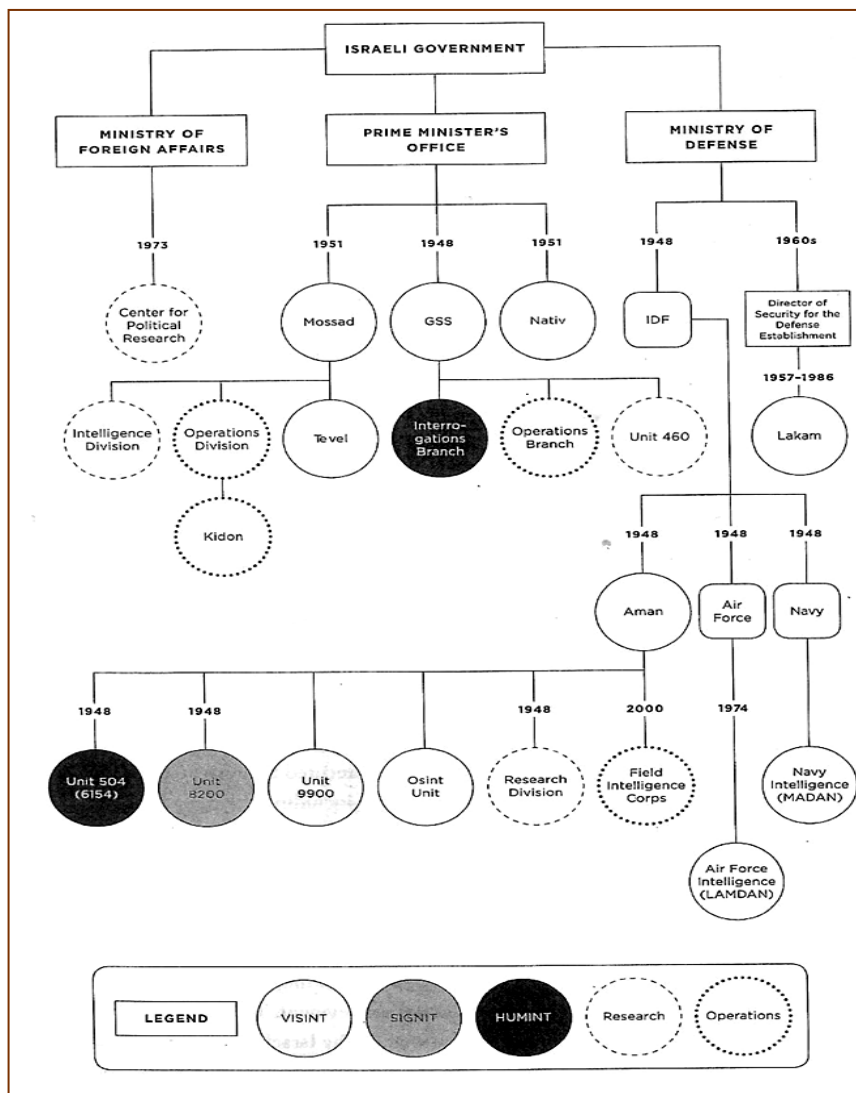 ISRAELI GOVERNMENT
MINISTRY OF
FOREIGN AFFAIRS
PRIME MINISTER'S
OFFICE
MINISTRY OF
DEFENSE
1973
1951
1948
1951
1948
1960s
Center for
Political
Research
Mossad
GSS
Nativ
IDF
Director of
Security for the
Defense
Establishment
1957–1986
Intelligence
Division
Operations
Division
Tevel
Interro-
gations
Branch
Operations
Branch
Unit 460
Lakam
Kidon
1948
1948
1948
Aman
Air
Force
Navy
1948
1948
1948
2000
1974
Unit 504
(6154)
Unit
8200
Unit
9900
Osint
Unit
Research
Division
Field
Intelligence
Corps
Navy
Intelligence
(MADAN)
Air Force
Intelligence
(LAMDAN)
LEGEND
VISINT
SIGNIT
HUMINT
Research
Operations